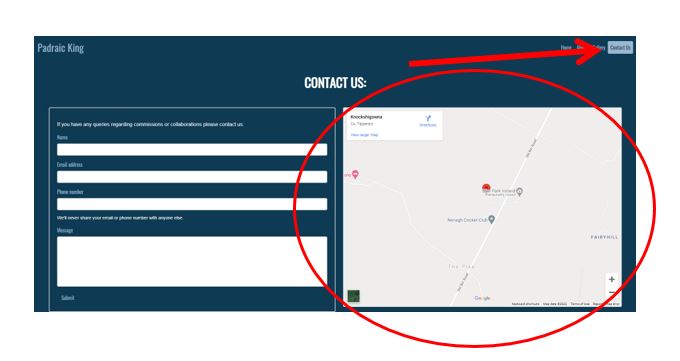 Padraic King
Home
Gallery
Contact Us
CONTACT US:
If you have any queries regarding commissions or collaborations please contact us:
Name
Email address
Phone number
We'll never share your email or phone number with anyone else.
Message
Submit
Knockshigowna
Co. Tipperary
Directions
View larger map
Park Ireland
Nenagh Cricket Club
FAIRYHILL
The Pike
Google
Keyboard shortcuts Map data ©2022 Terms of Use Report a map error